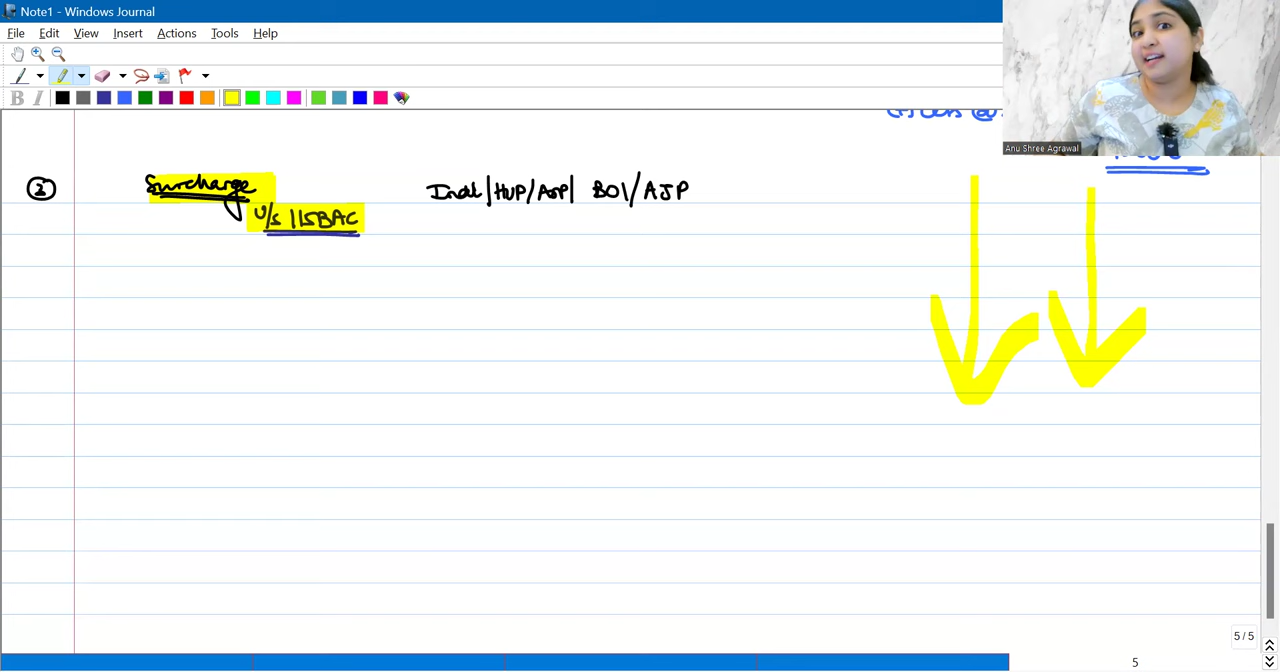 Note1 - Windows Journal
File Edit View Insert Actions Tools Help
B I
Anu Shree Agrawal
② Surcharge Indl | HUF / AOP | BOI / AJP
u/s 115BAC
5 / 5
5